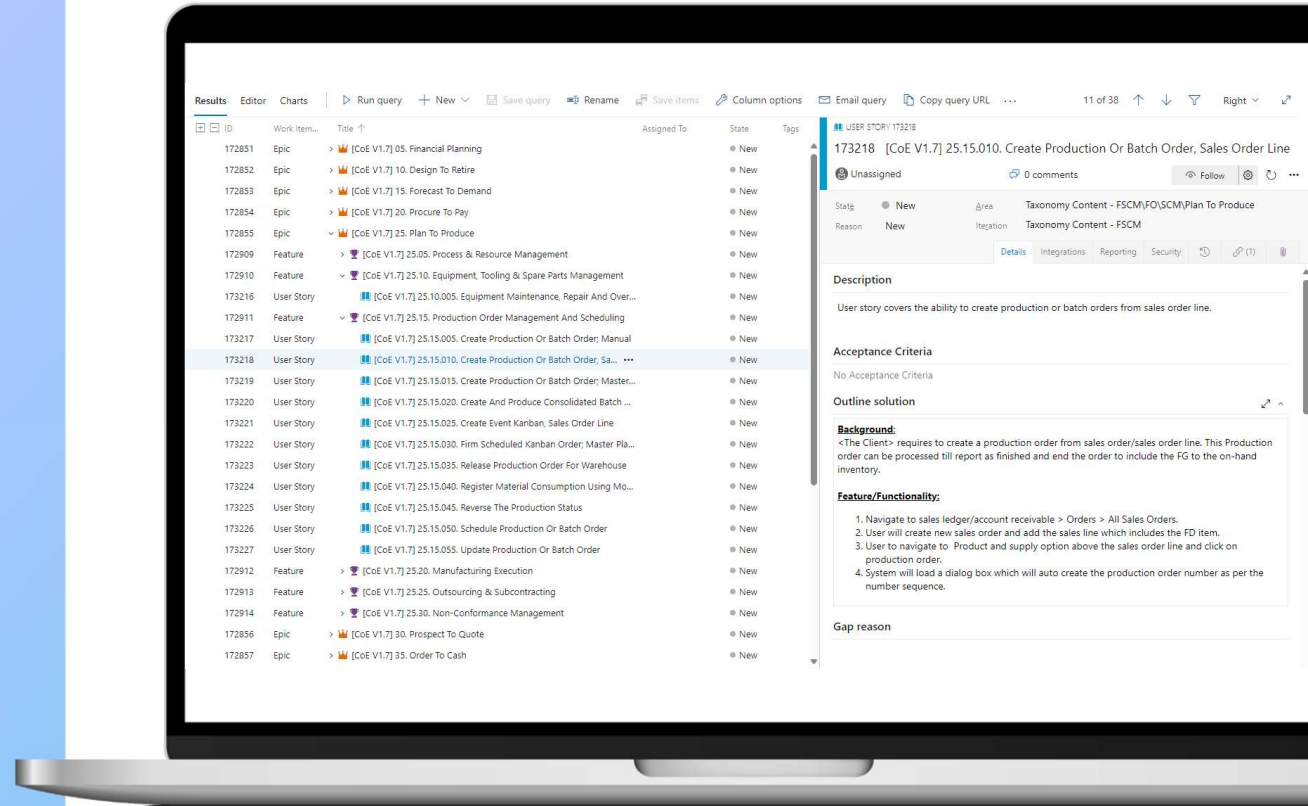 Results Editor Charts Run query New Save query Rename Save items Column options Email query Copy query URL ... 11 of 38 Right
ID Work Item... Title Assigned To State Tags
172851 Epic [CoE V1.7] 05. Financial Planning New
172852 Epic [CoE V1.7] 10. Design To Retire New
172853 Epic [CoE V1.7] 15. Forecast To Demand New
172854 Epic [CoE V1.7] 20. Procure To Pay New
172855 Epic [CoE V1.7] 25. Plan To Produce New
172909 Feature [CoE V1.7] 25.05. Process & Resource Management New
172910 Feature [CoE V1.7] 25.10. Equipment, Tooling & Spare Parts Management New
173216 User Story [CoE V1.7] 25.10.005. Equipment Maintenance, Repair And Over... New
172911 Feature [CoE V1.7] 25.15. Production Order Management And Scheduling New
173217 User Story [CoE V1.7] 25.15.005. Create Production Or Batch Order; Manual New
173218 User Story [CoE V1.7] 25.15.010. Create Production Or Batch Order, Sa... ... New
173219 User Story [CoE V1.7] 25.15.015. Create Production Or Batch Order; Master... New
173220 User Story [CoE V1.7] 25.15.020. Create And Produce Consolidated Batch ... New
173221 User Story [CoE V1.7] 25.15.025. Create Event Kanban, Sales Order Line New
173222 User Story [CoE V1.7] 25.15.030. Firm Scheduled Kanban Order; Master Pla... New
173223 User Story [CoE V1.7] 25.15.035. Release Production Order For Warehouse New
173224 User Story [CoE V1.7] 25.15.040. Register Material Consumption Using Mo... New
173225 User Story [CoE V1.7] 25.15.045. Reverse The Production Status New
173226 User Story [CoE V1.7] 25.15.050. Schedule Production Or Batch Order New
173227 User Story [CoE V1.7] 25.15.055. Update Production Or Batch Order New
172912 Feature [CoE V1.7] 25.20. Manufacturing Execution New
172913 Feature [CoE V1.7] 25.25. Outsourcing & Subcontracting New
172914 Feature [CoE V1.7] 25.30. Non-Conformance Management New
172856 Epic [CoE V1.7] 30. Prospect To Quote New
172857 Epic [CoE V1.7] 35. Order To Cash New
USER STORY 173218
173218 [CoE V1.7] 25.15.010. Create Production Or Batch Order, Sales Order Line
Unassigned 0 comments Follow ...
State New Area Taxonomy Content - FSCM\FO\SCM\Plan To Produce
Reason New Iteration Taxonomy Content - FSCM
Details Integrations Reporting Security (1)
Description
User story covers the ability to create production or batch orders from sales order line.
Acceptance Criteria
No Acceptance Criteria
Outline solution
Background:
<The Client> requires to create a production order from sales order/sales order line. This Production
order can be processed till report as finished and end the order to include the FG to the on-hand
inventory.
Feature/Functionality:
1. Navigate to sales ledger/account receivable > Orders > All Sales Orders.
2. User will create new sales order and add the sales line which includes the FD item.
3. User to navigate to Product and supply option above the sales order line and click on
production order.
4. System will load a dialog box which will auto create the production order number as per the
number sequence.
Gap reason